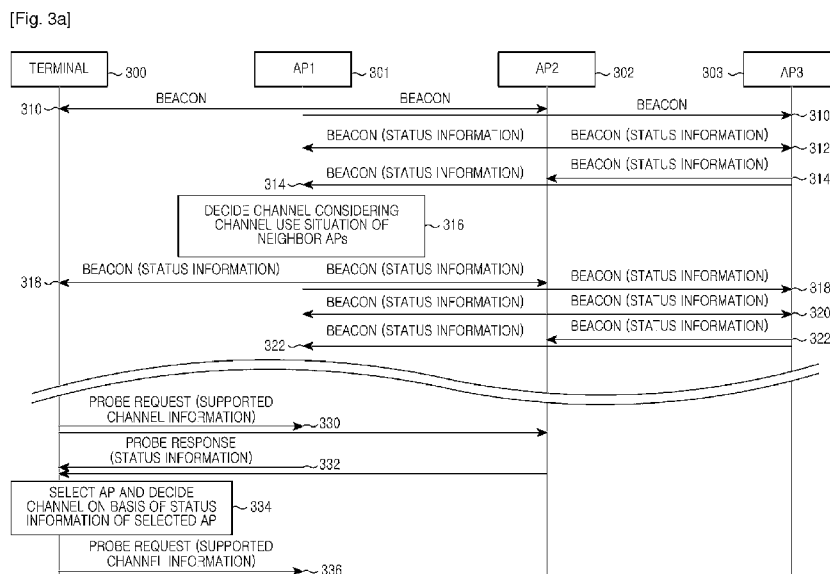 [Fig. 3a]
TERMINAL 300 AP1 301 AP2 302 303 AP3
BEACON BEACON
310
BEACON 310
BEACON (STATUS INFORMATION) BEACON (STATUS INFORMATION)
312
BEACON (STATUS INFORMATION)
BEACON (STATUS INFORMATION) 314
314
DECIDE CHANNEL CONSIDERING
CHANNEL USE SITUATION OF
NEIGHBOR APs
316
BEACON (STATUS INFORMATION) BEACON (STATUS INFORMATION)
318
BEACON (STATUS INFORMATION) 318
BEACON (STATUS INFORMATION) BEACON (STATUS INFORMATION)
320
BEACON (STATUS INFORMATION) BEACON (STATUS INFORMATION)
322
322
PROBE REQUEST (SUPPORTED
CHANNEL INFORMATION)
330
PROBE RESPONSE
(STATUS INFORMATION)
332
SELECT AP AND DECIDE
CHANNEL ON BASIS OF STATUS
INFORMATION OF SELECTED AP
334
PROBE REQUEST (SUPPORTED
CHANNEL INFORMATION)
336